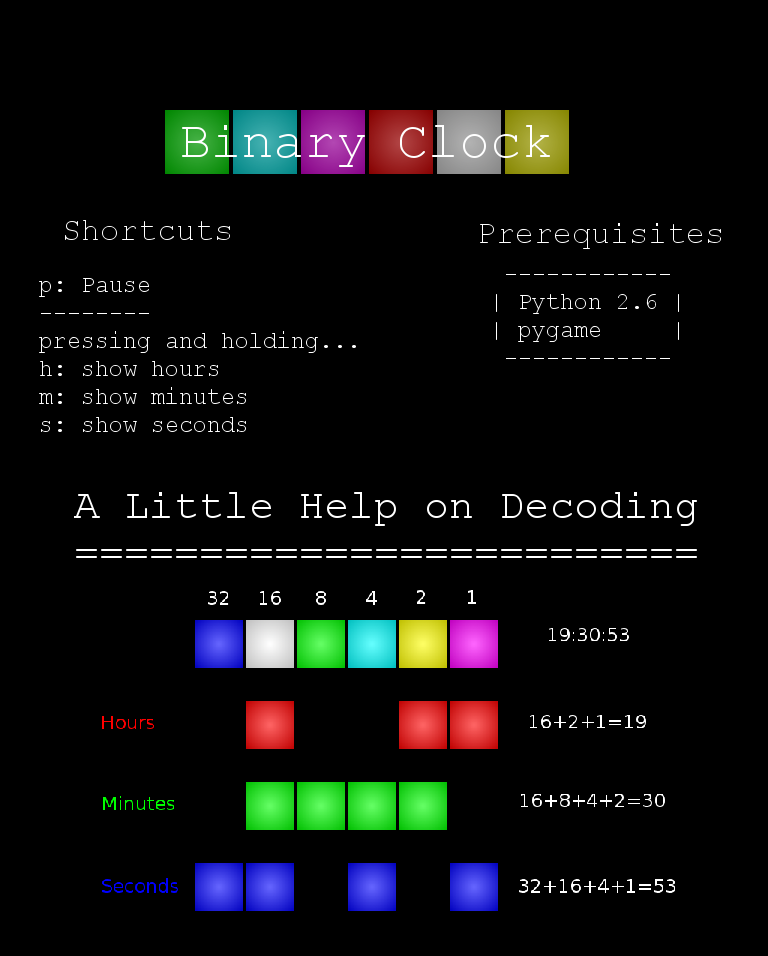 Binary Clock
Shortcuts
p: Pause
--------
pressing and holding...
h: show hours
m: show minutes
s: show seconds
Prerequisites
------------
| Python 2.6 |
| pygame |
------------
A Little Help on Decoding
=========================
32 16 8 4 2 1
19:30:53
Hours 16+2+1=19
Minutes 16+8+4+2=30
Seconds 32+16+4+1=53